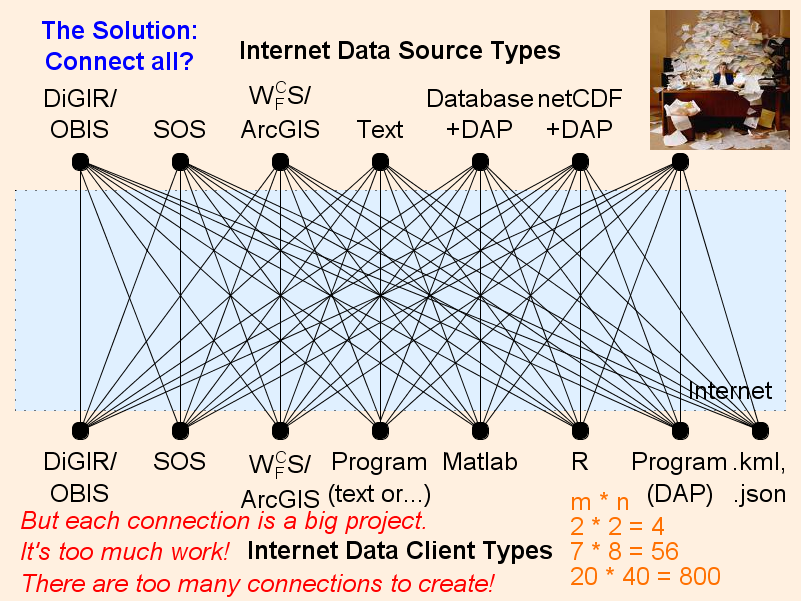 The Solution:
Connect all?
Internet Data Source Types
DiGIR/
OBIS
SOS
WCFS/
ArcGIS
Text
Database
+DAP
netCDF
+DAP
Internet
DiGIR/
OBIS
SOS
WCFS/
ArcGIS
Program
(text or...)
Matlab
R
Program
(DAP)
.kml,
.json
But each connection is a big project.
It's too much work!
There are too many connections to create!
Internet Data Client Types
m * n
2 * 2 = 4
7 * 8 = 56
20 * 40 = 800